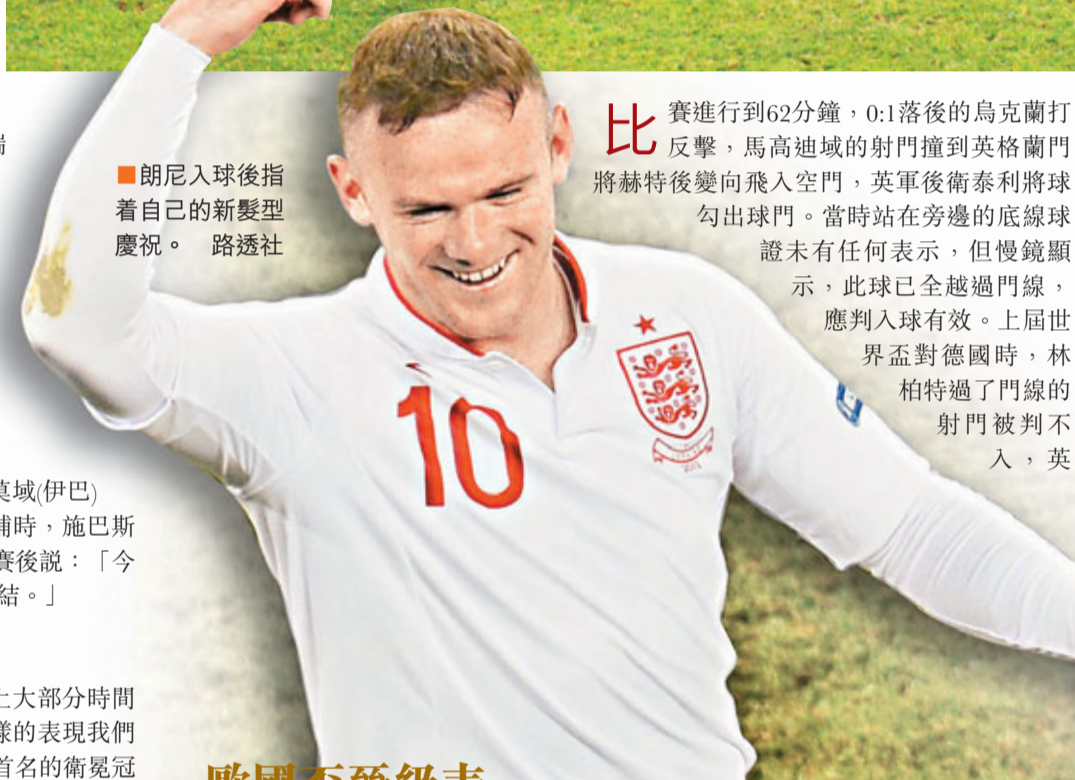 ■朗尼入球後指
着自己的新髮型
慶祝。 路透社
比賽進行到62分鐘，0:1落後的烏克蘭打
反擊，馬高迪域的射門撞到英格蘭門
將赫特後變向飛入空門，英軍後衛泰利將球
勾出球門。當時站在旁邊的底線球
證未有任何表示，但慢鏡顯
示，此球已全越過門線，
應判入球有效。上屆世
界盃對德國時，林
柏特過了門線的
射門被判不
入，英
10
域(伊巴)
時，施巴斯
賽後説：「今
結。」
大部分時間
樣的表現我們
首名的衛冕冠
歐國盃晉級表